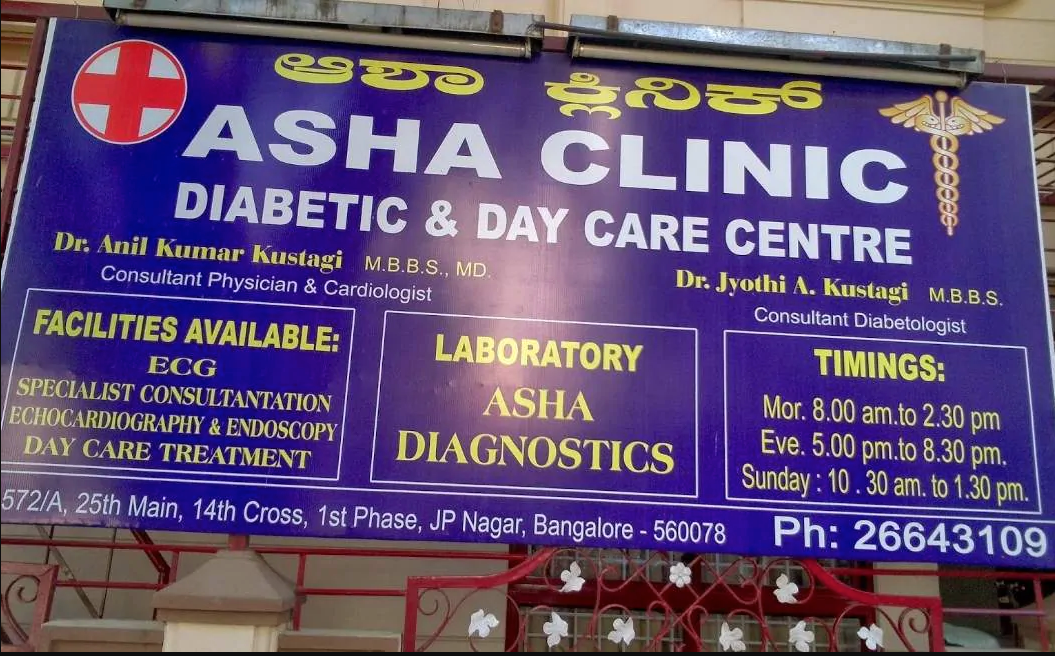 ಆಶಾ ಕ್ಲಿನಿಕ್
ASHA CLINIC
DIABETIC & DAY CARE CENTRE
Dr. Anil Kumar Kustagi M.B.B.S., MD.
Consultant Physician & Cardiologist
Dr. Jyothi A. Kustagi M.B.B.S.
Consultant Diabetologist
FACILITIES AVAILABLE:
ECG
SPECIALIST CONSULTANTATION
ECHOCARDIOGRAPHY & ENDOSCOPY
DAY CARE TREATMENT
LABORATORY
ASHA
DIAGNOSTICS
TIMINGS:
Mor. 8.00 am.to 2.30 pm
Eve. 5.00 pm.to 8.30 pm.
Sunday : 10 . 30 am. to 1.30 pm.
572/A, 25th Main, 14th Cross, 1st Phase, JP Nagar, Bangalore - 560078
Ph: 26643109